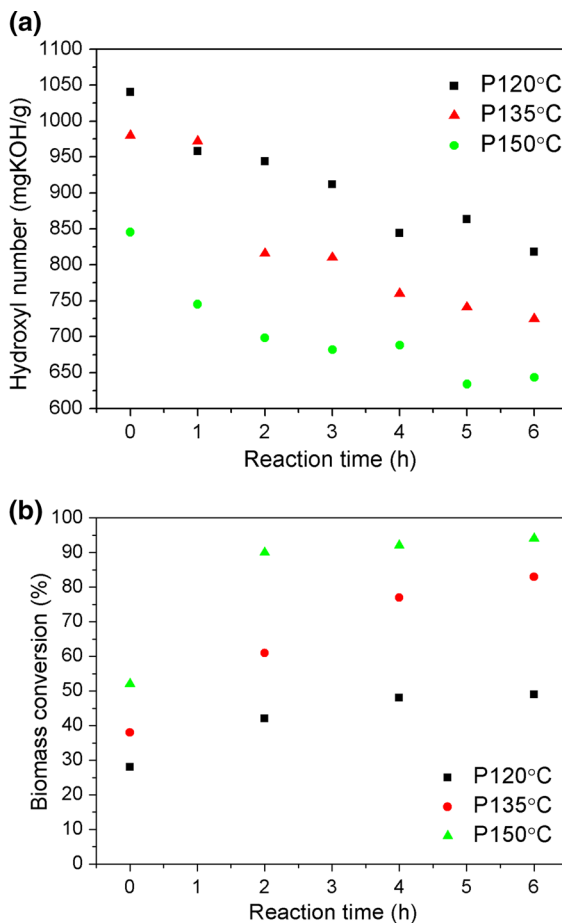 (a)
1100
1050
1000
950
900
850
800
750
700
650
600
Hydroxyl number (mgKOH/g)
P120°C
P135°C
P150°C
0 1 2 3 4 5 6
Reaction time (h)
(b)
100
90
80
70
60
50
40
30
20
10
0
Biomass conversion (%)
P120°C
P135°C
P150°C
0 1 2 3 4 5 6
Reaction time (h)